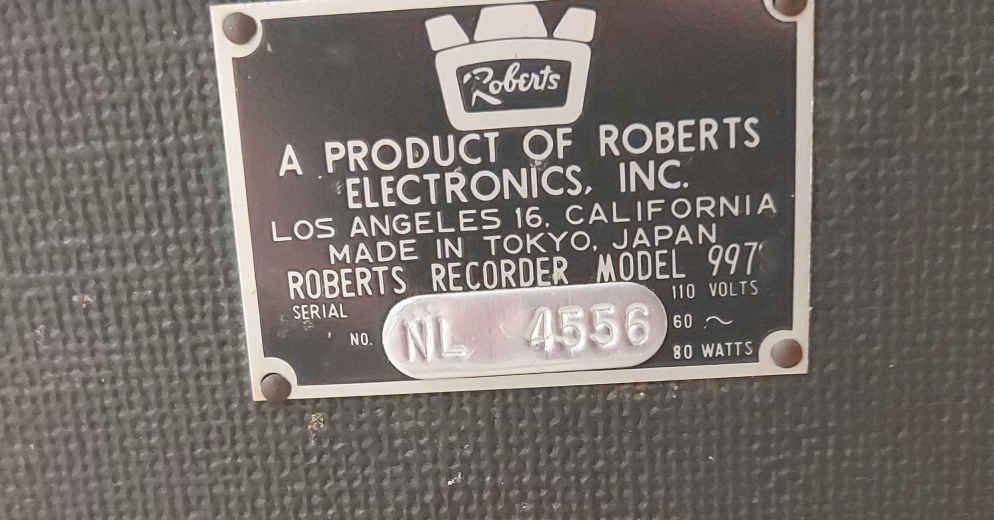 Roberts
A PRODUCT OF ROBERTS
ELECTRONICS, INC.
LOS ANGELES 16, CALIFORNIA
MADE IN TOKYO, JAPAN
ROBERTS RECORDER MODEL 997
SERIAL
NO. NL 4556
110 VOLTS
60 ~
80 WATTS